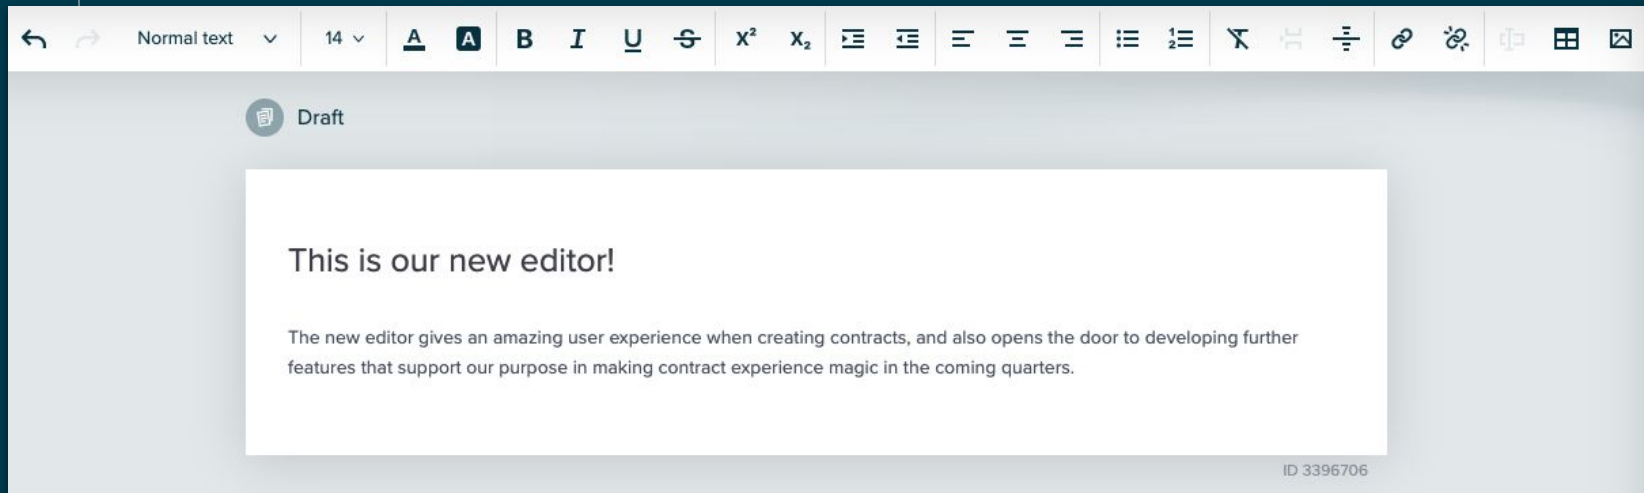 Normal text 14 A A B I U S X² X₂
Draft
This is our new editor!
The new editor gives an amazing user experience when creating contracts, and also opens the door to developing further
features that support our purpose in making contract experience magic in the coming quarters.
ID 3396706